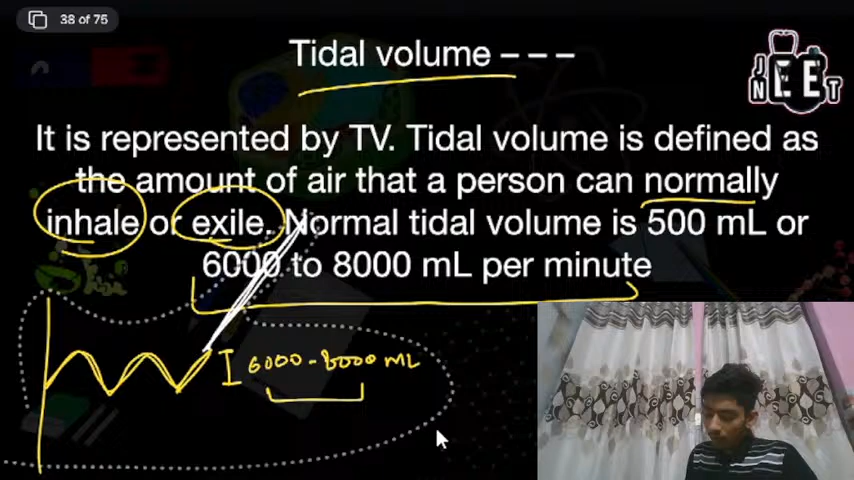 38 of 75
Tidal volume – – –
JEE
NEET
It is represented by TV. Tidal volume is defined as
the amount of air that a person can normally
inhale or exile. Normal tidal volume is 500 mL or
6000 to 8000 mL per minute
6000 - 8000 mL